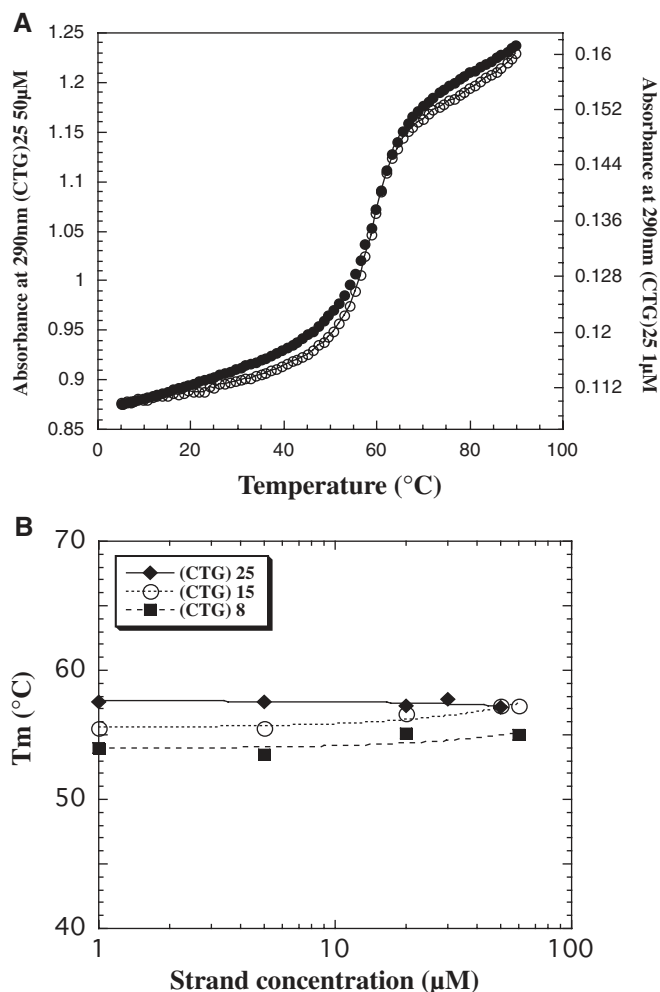 A
Absorbance at 290nm (CTG)25 50µM
1.25
1.2
1.15
1.1
1.05
1
0.95
0.9
0.85
0.16
0.152
0.144
0.136
0.128
0.12
0.112
Absorbance at 290nm (CTG)25 1µM
0
20
40
60
80
100
Temperature (°C)
B
Tm (°C)
70
60
50
40
(CTG) 25
(CTG) 15
(CTG) 8
1
10
100
Strand concentration (µM)